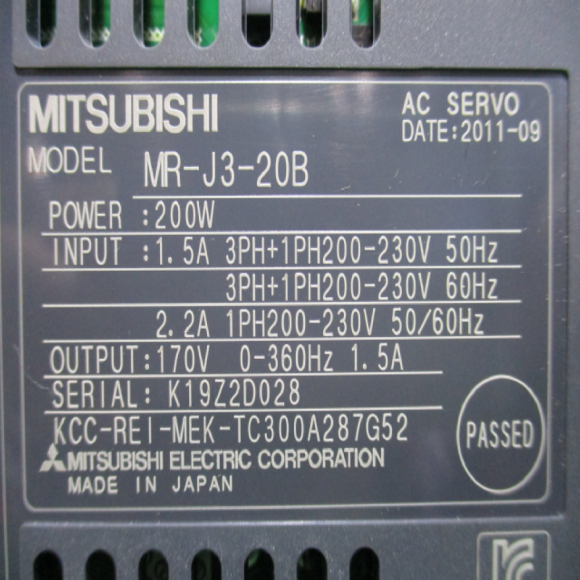 MITSUBISHI
AC SERVO
DATE:2011-09
MODEL MR-J3-20B
POWER :200W
INPUT :1.5A 3PH+1PH200-230V 50Hz
3PH+1PH200-230V 60Hz
2.2A 1PH200-230V 50/60Hz
OUTPUT:170V 0-360Hz 1.5A
SERIAL: K19Z2D028
KCC-REI-MEK-TC300A287G52
PASSED
MITSUBISHI ELECTRIC CORPORATION
MADE IN JAPAN